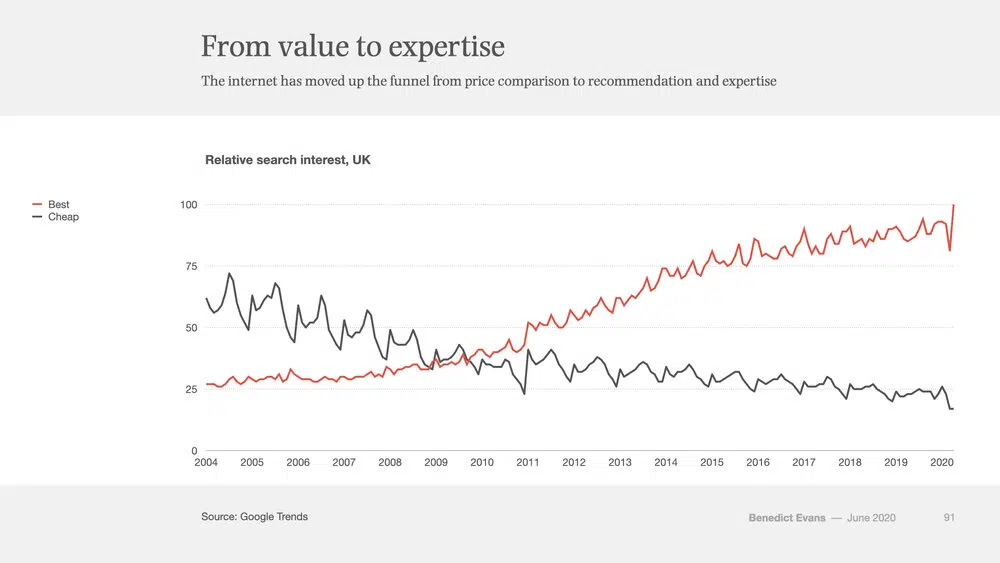 From value to expertise
The internet has moved up the funnel from price comparison to recommendation and expertise
Relative search interest, UK
Best
Cheap
100
75
50
25
0
2004 2005 2006 2007 2008 2009 2010 2011 2012 2013 2014 2015 2016 2017 2018 2019 2020
Source: Google Trends
Benedict Evans — June 2020 91